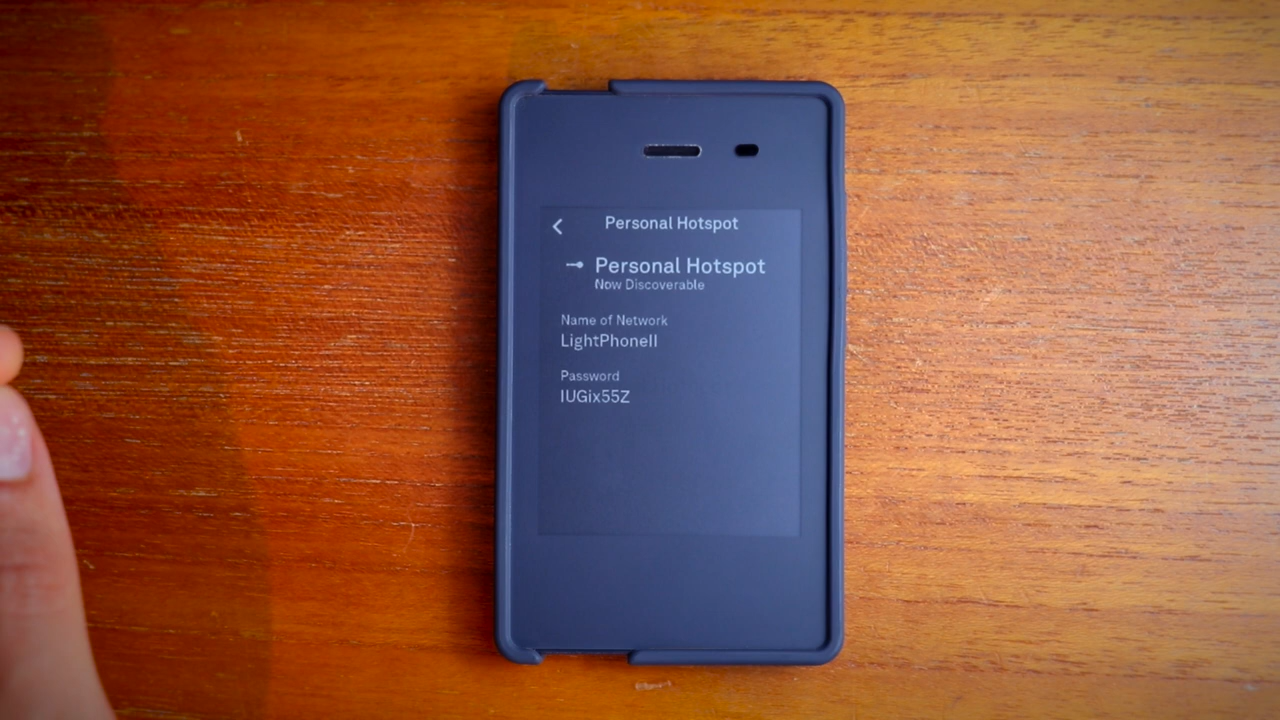 Personal Hotspot
Personal Hotspot
Now Discoverable
Name of Network
LightPhoneII
Password
IUGix55Z